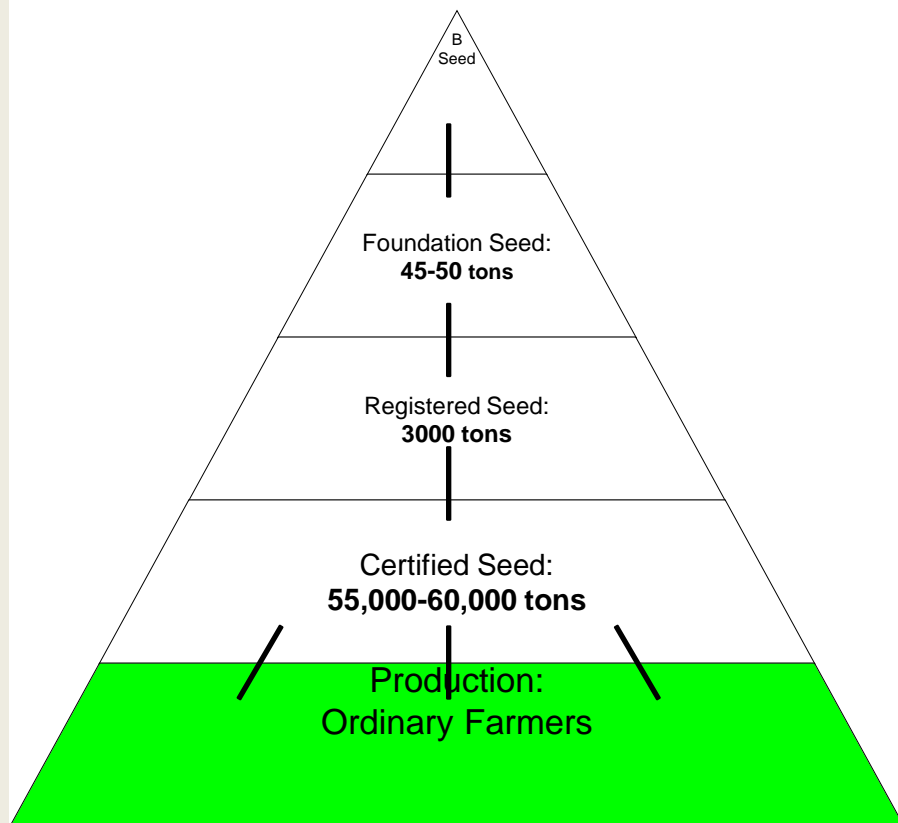 B
Seed
Foundation Seed:
45-50 tons
Registered Seed:
3000 tons
Certified Seed:
55,000-60,000 tons
Production:
Ordinary Farmers